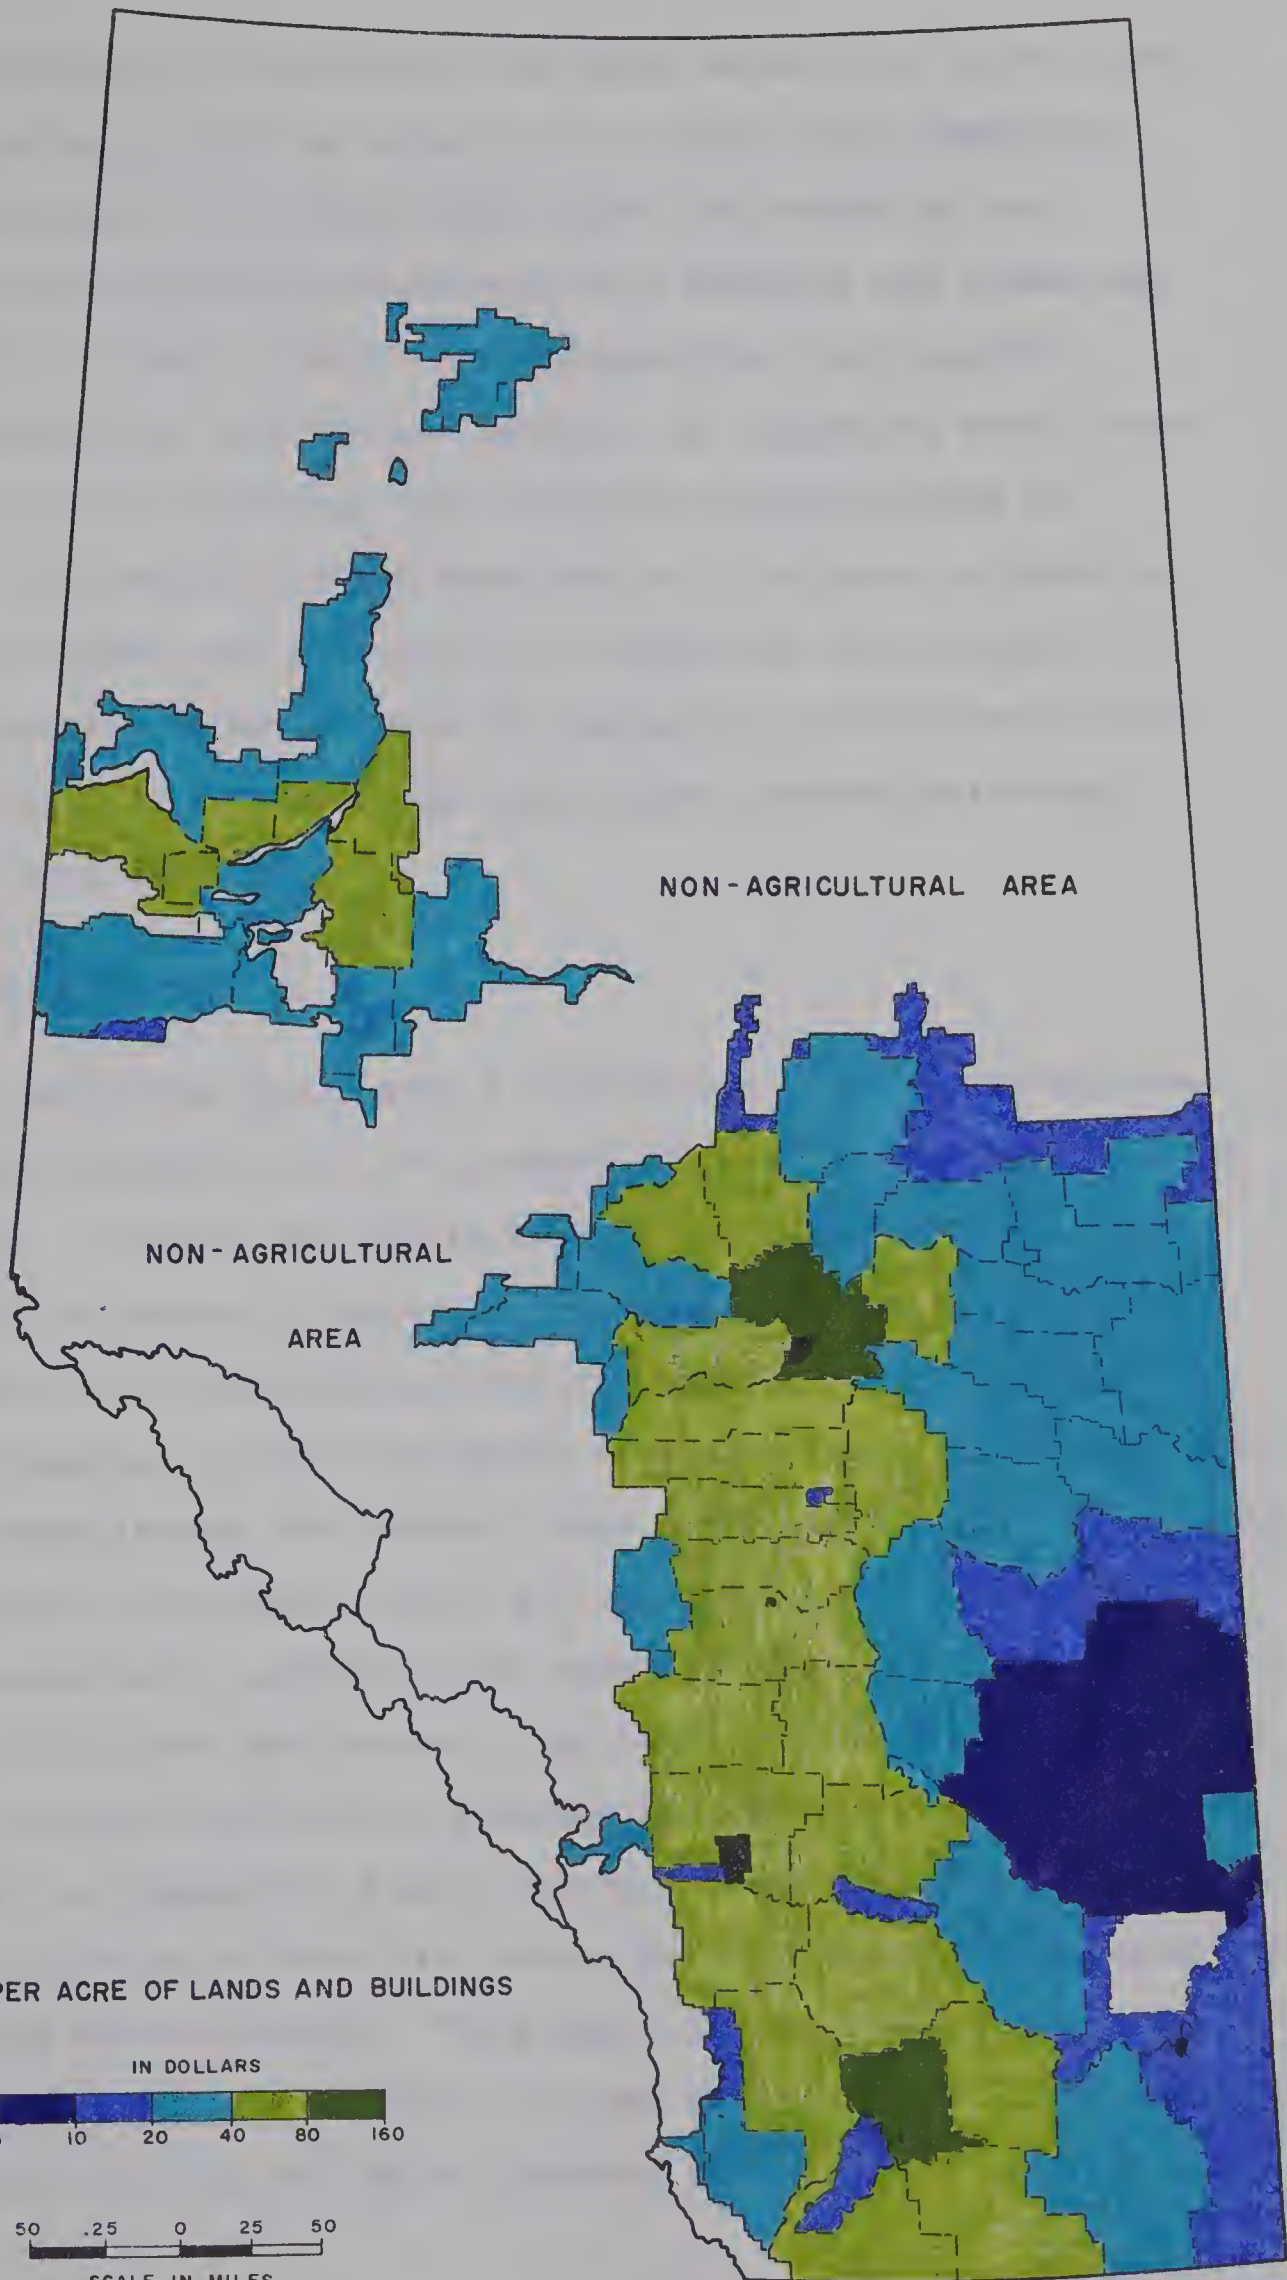 NON-AGRICULTURAL AREA
NON-AGRICULTURAL
AREA
PER ACRE OF LANDS AND BUILDINGS
IN DOLLARS
10 20 40 80 160
50 .25 0 25 50
SCALE IN MILES